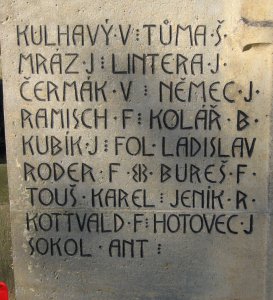 KULHAVÝ·V⁝TŮMA·Š·
MRÁZ·J⁝LINTERA·J·
ČERMÁK·V⁝NĚMEC·J·
RAMISCH·F⁝KOLÁŘ·B·
KUBÍK·J⁝FOL·LADISLAV
RODER·F·⁝BUREŠ·F·
TOUŠ·KAREL⁝JENÍK·R·
KOTTVALD·F⁝HOTOVEC·J
SOKOL·ANT⁝